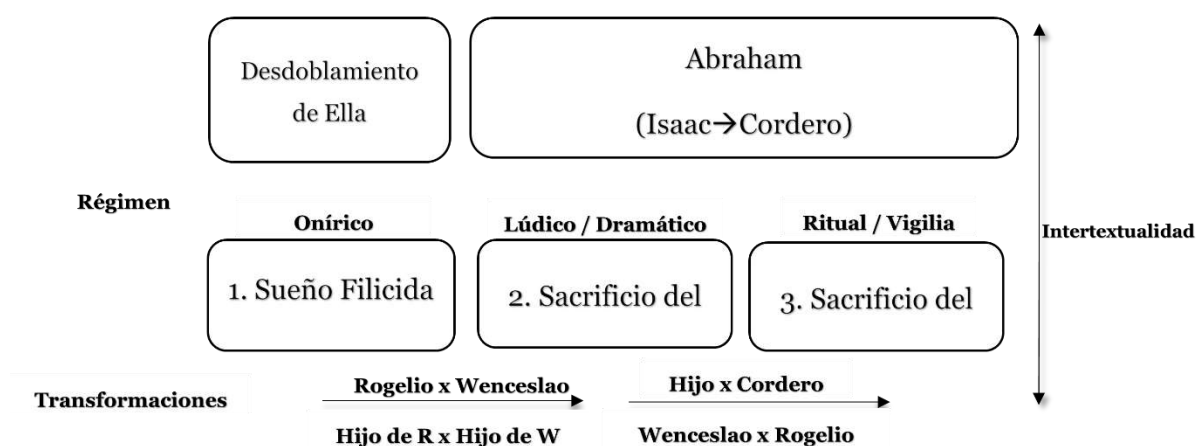 Desdoblamiento
de Ella
Abraham
(Isaac→Cordero)
Régimen
Onírico
Lúdico / Dramático
Ritual / Vigilia
Intertextualidad
1. Sueño Filicida
2. Sacrificio del
3. Sacrificio del
Transformaciones
Rogelio x Wenceslao
Hijo x Cordero
Hijo de R x Hijo de W
Wenceslao x Rogelio